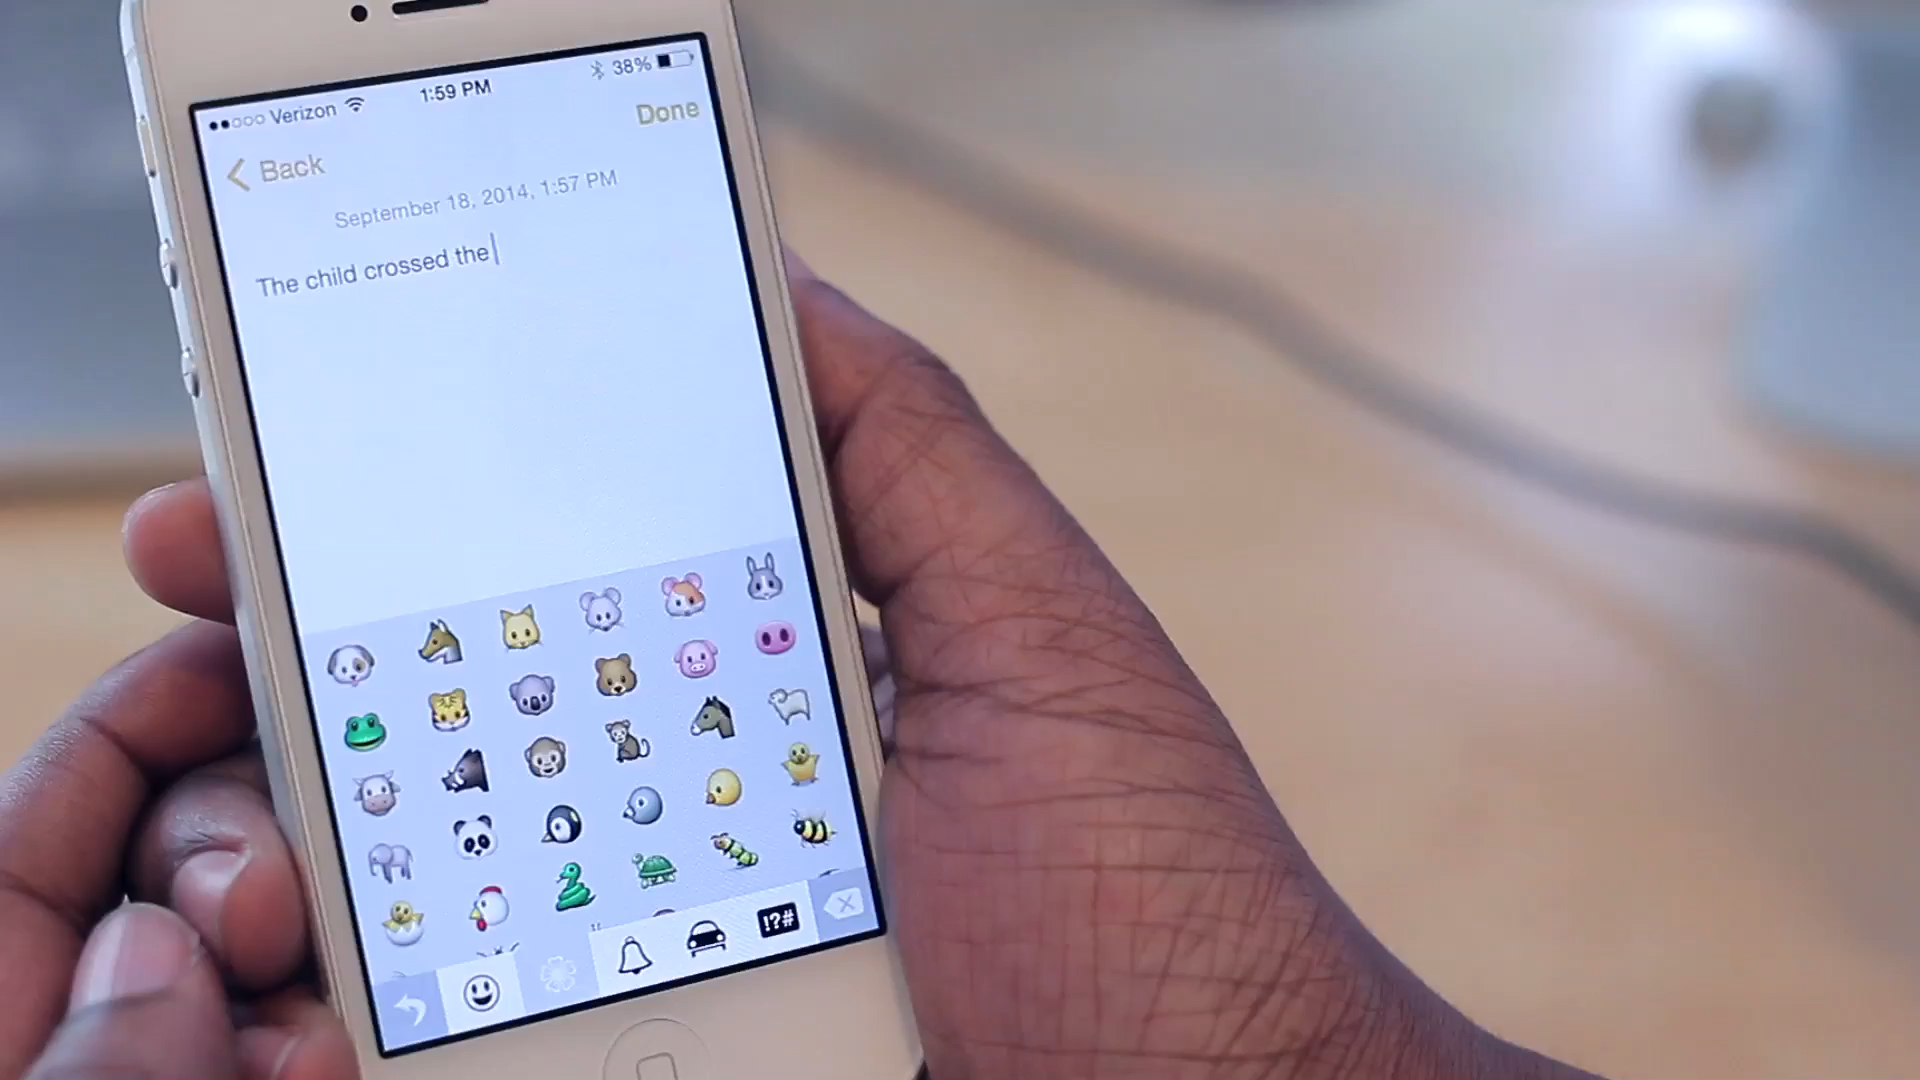 Verizon 1:59 PM 38%
Back Done
September 18, 2014, 1:57 PM
The child crossed the
!?#